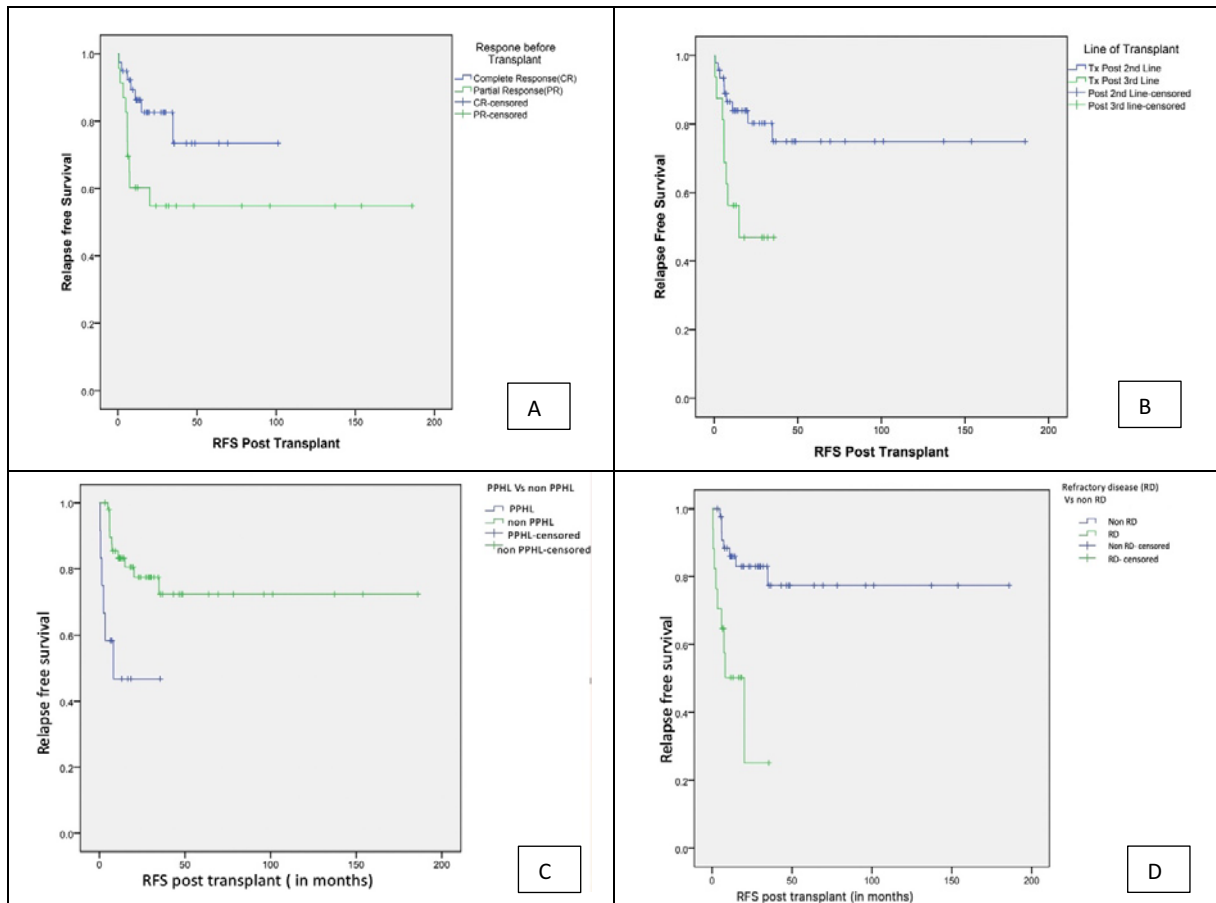 Respone before
Transplant
Complete Response(CR)
Partial Response(PR)
CR-censored
PR-censored
Relapse free Survival
1.0
0.8
0.6
0.4
0.2
0.0
0
50
100
150
200
RFS Post Transplant
A
Line of Transplant
Tx Post 2nd Line
Tx Post 3rd Line
Post 2nd Line-censored
Post 3rd line-censored
Relapse Free Survival
1.0
0.8
0.6
0.4
0.2
0.0
0
50
100
150
200
RFS Post Transplant
B
PPHL Vs non PPHL
PPHL
non PPHL
PPHL-censored
non PPHL-censored
Relapse free survival
1.0
0.8
0.6
0.4
0.2
0.0
0
50
100
150
200
RFS post transplant ( in months)
C
Refractory disease (RD)
Vs non RD
Non RD
RD
Non RD- censored
RD- censored
Relapse free survival
1.0
0.8
0.6
0.4
0.2
0.0
0
50
100
150
200
RFS post transplant (in months)
D